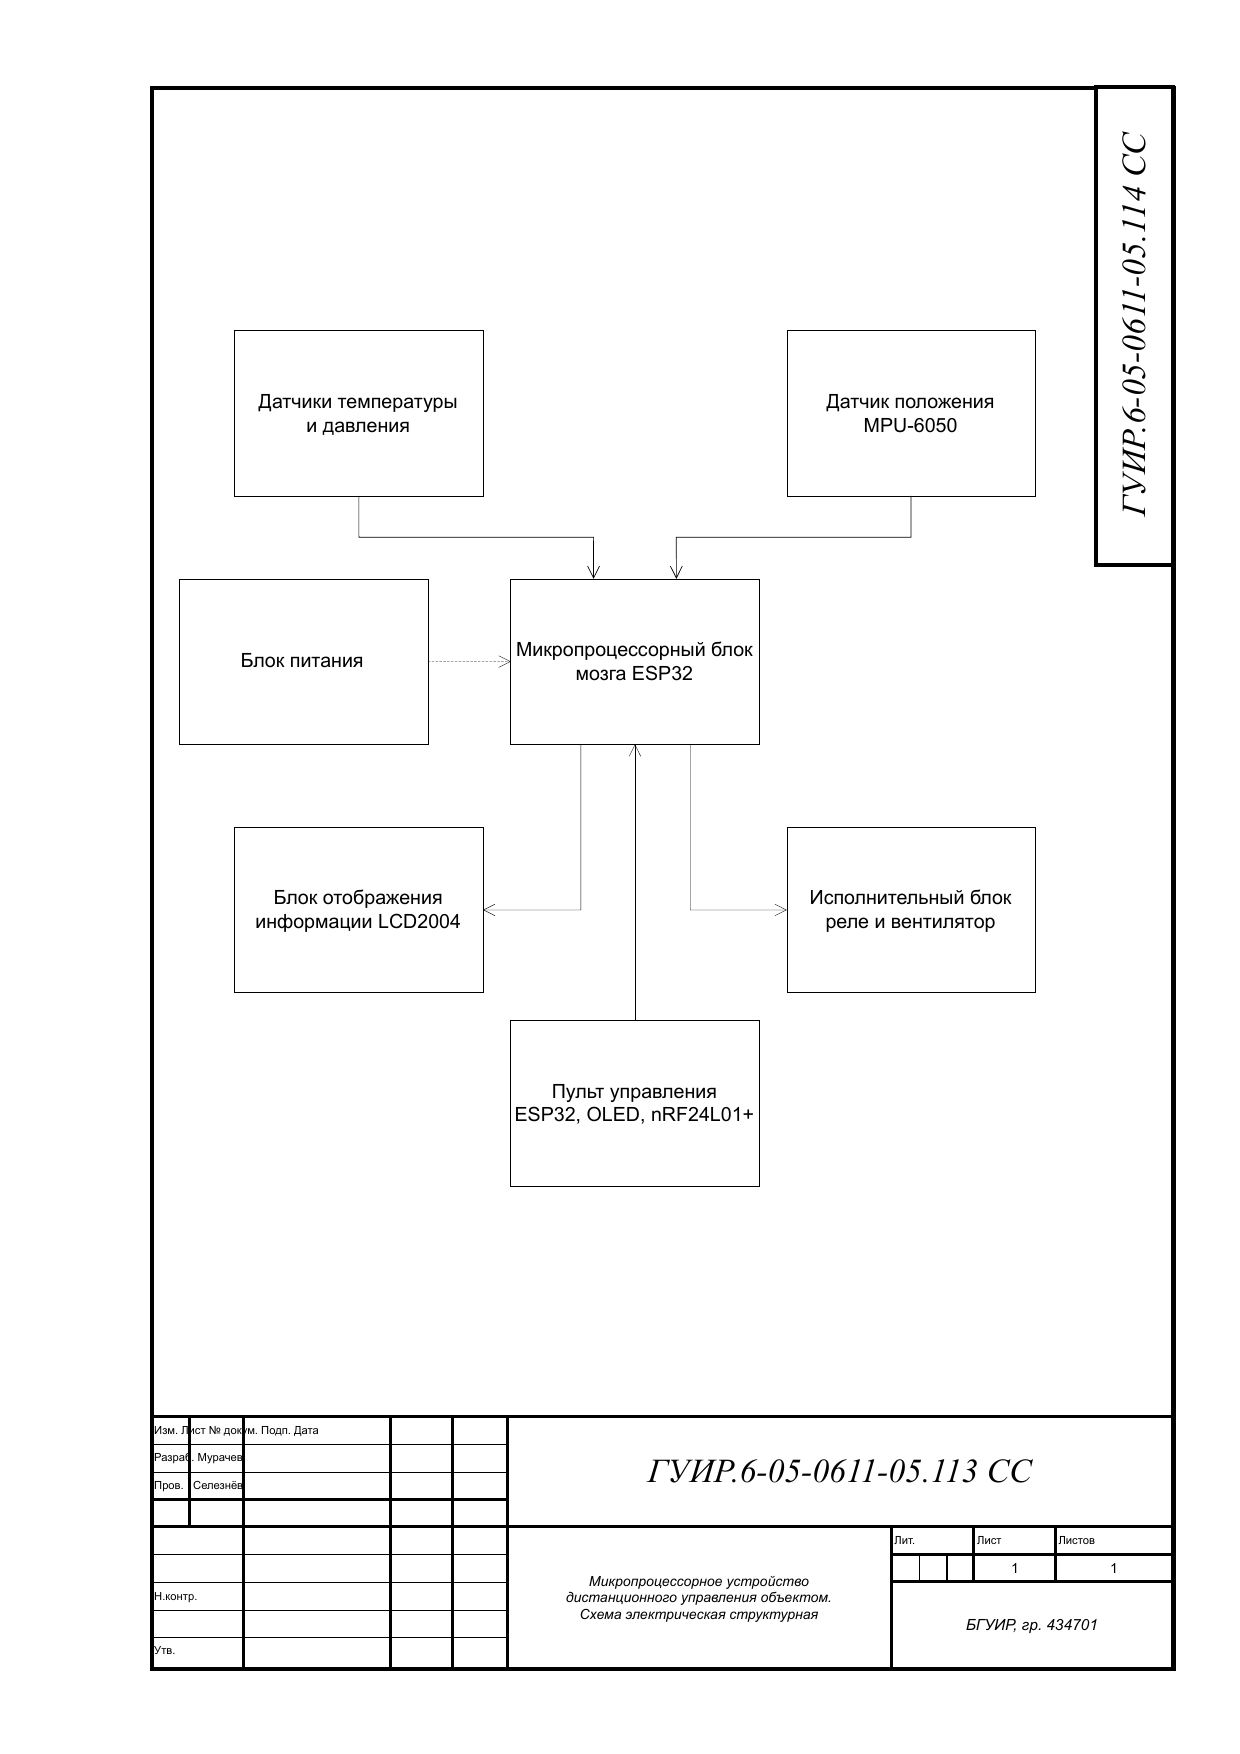 ГУИР.6-05-0611-05.114 СС
Датчики температуры
и давления
Датчик положения
MPU-6050
Блок питания
Микропроцессорный блок
мозга ESP32
Блок отображения
информации LCD2004
Исполнительный блок
реле и вентилятор
Пульт управления
ESP32, OLED, nRF24L01+
Изм. Лист № докум. Подп. Дата
Разраб. Мурачев
Пров. Селезнёв
Н.контр.
Утв.
ГУИР.6-05-0611-05.113 СС
Микропроцессорное устройство
дистанционного управления объектом.
Схема электрическая структурная
Лит. Лист Листов
1 1
БГУИР, гр. 434701